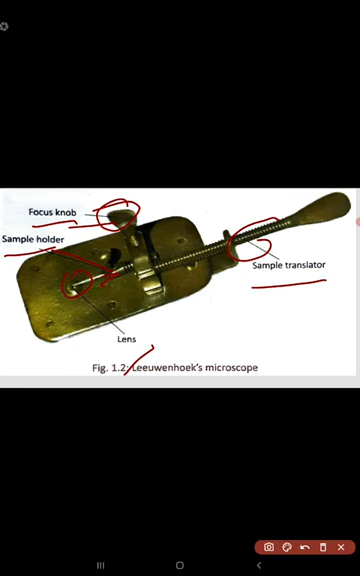 Focus knob
Sample holder
Sample translator
Lens
Fig. 1.2: Leeuwenhoek's microscope